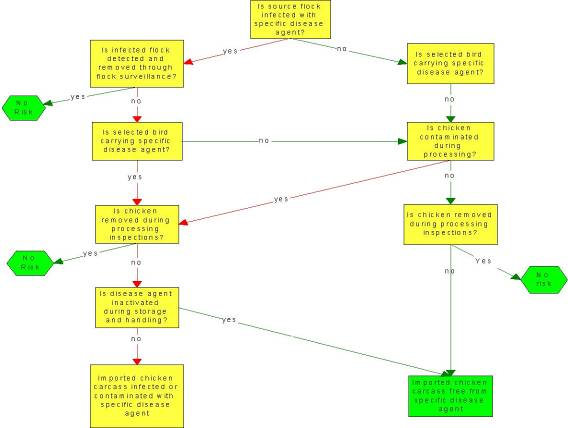 Is source flock
infected with
specific disease
agent?
yes
no
Is infected flock
detected and
removed through
flock surveillance?
Is selected bird
carrying specific
disease agent?
yes
No
Risk
no
no
Is selected bird
carrying specific
disease agent?
no
Is chicken
contaminated
during
processing?
yes
yes
no
Is chicken
removed during
processing
inspections?
Is chicken removed
during processing
inspections?
yes
NO
Risk
no
Yes
No
risk
no
Is disease agent
inactivated
during storage
and handling?
yes
no
Imported chicken
carcass infected or
contaminated with
specific disease
agent
Imported chicken
carcass free from
specific disease
agent